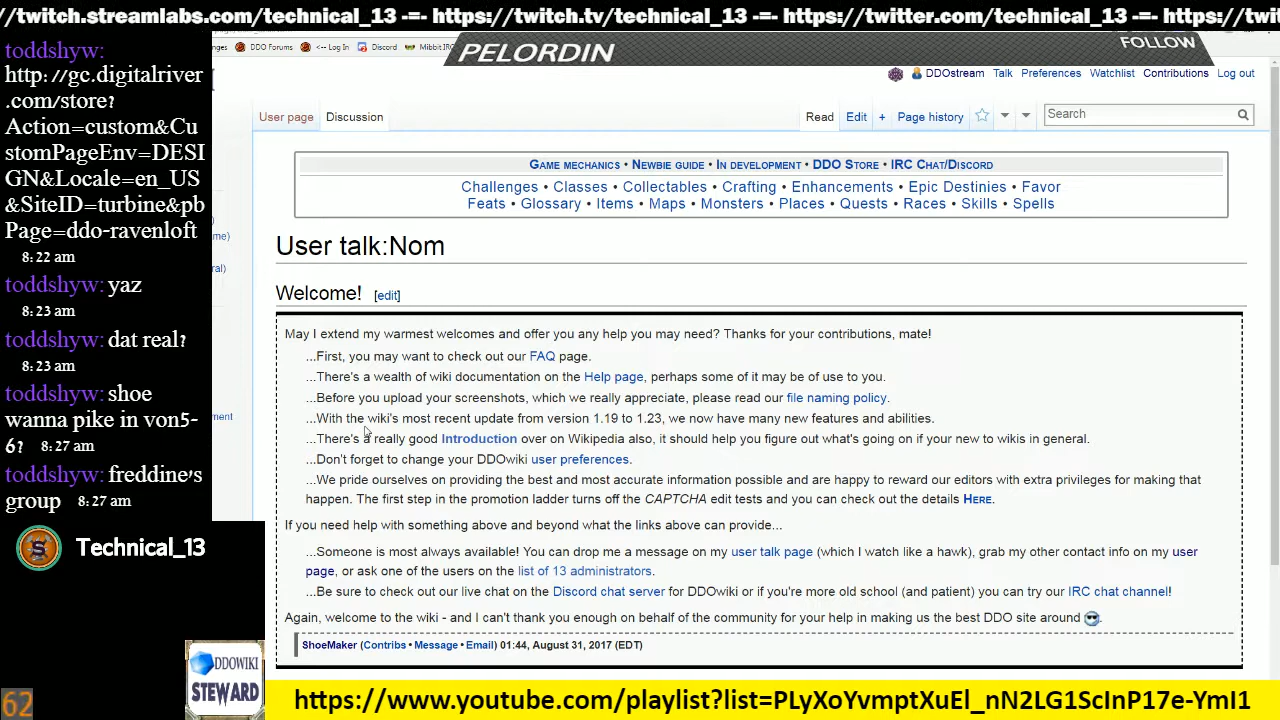 //twitch.streamlabs.com/technical_13 -=- https://twitch.tv/technical_13 -=- https://twitter.com/technical_13 -=- https://twi
toddshyw:
http://gc.digitalriver
.com/store?
Action=custom&Cu
stomPageEnv=DESI
GN&Locale=en_US
&SiteID=turbine&pb
Page=ddo-ravenloft
8:22 am
toddshyw: yaz
8:23 am
toddshyw: dat real?
8:23 am
toddshyw: shoe
wanna pike in von5-
6? 8:27 am
toddshyw: freddine's
group 8:27 am
Technical_13
DDOWIKI
STEWARD
62
nges DDO Forums <-- Log In Discord Mibbit IRC
PELORDIN
FOLLOW
DDOstream Talk Preferences Watchlist Contributions Log out
User page Discussion Read Edit + Page history Search
me)
ral)
ment
Game mechanics • Newbie guide • In development • DDO Store • IRC Chat/Discord
Challenges • Classes • Collectables • Crafting • Enhancements • Epic Destinies • Favor
Feats • Glossary • Items • Maps • Monsters • Places • Quests • Races • Skills • Spells
User talk:Nom
Welcome! [edit]
May I extend my warmest welcomes and offer you any help you may need? Thanks for your contributions, mate!
...First, you may want to check out our FAQ page.
...There's a wealth of wiki documentation on the Help page, perhaps some of it may be of use to you.
...Before you upload your screenshots, which we really appreciate, please read our file naming policy.
...With the wiki's most recent update from version 1.19 to 1.23, we now have many new features and abilities.
...There's a really good Introduction over on Wikipedia also, it should help you figure out what's going on if your new to wikis in general.
...Don't forget to change your DDOwiki user preferences.
...We pride ourselves on providing the best and most accurate information possible and are happy to reward our editors with extra privileges for making that
happen. The first step in the promotion ladder turns off the CAPTCHA edit tests and you can check out the details Here.
If you need help with something above and beyond what the links above can provide...
...Someone is most always available! You can drop me a message on my user talk page (which I watch like a hawk), grab my other contact info on my user
page, or ask one of the users on the list of 13 administrators.
...Be sure to check out our live chat on the Discord chat server for DDOwiki or if you're more old school (and patient) you can try our IRC chat channel!
Again, welcome to the wiki - and I can't thank you enough on behalf of the community for your help in making us the best DDO site around .
ShoeMaker (Contribs • Message • Email) 01:44, August 31, 2017 (EDT)
https://www.youtube.com/playlist?list=PLyXoYvmptXuEl_nN2LG1ScInP17e-YmI1